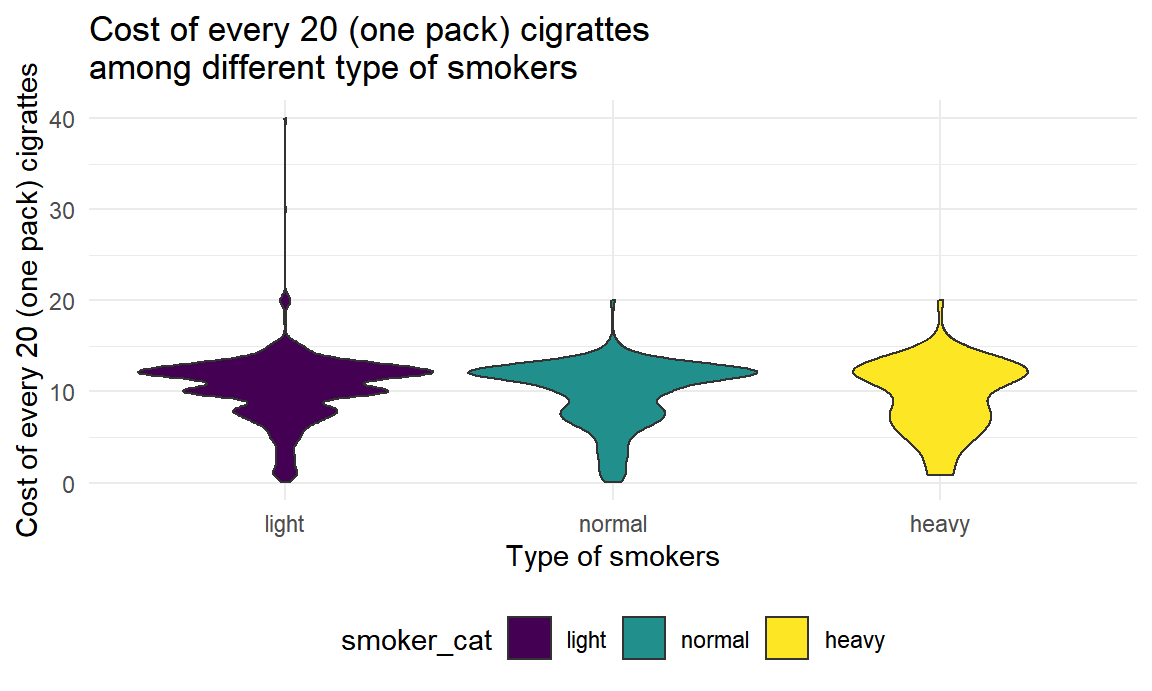 Cost of every 20 (one pack) cigrattes
among different type of smokers
Cost of every 20 (one pack) cigrattes
40
30
20
10
0
light normal heavy
Type of smokers
smoker_cat light normal heavy